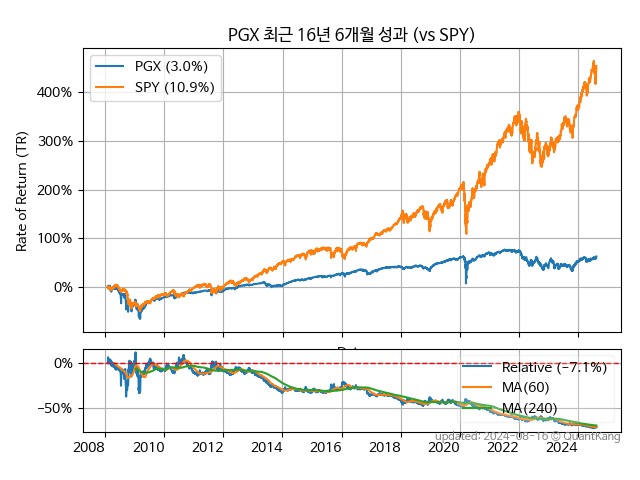 PGX 최근 16년 6개월 성과 (vs SPY)
PGX (3.0%)
SPY (10.9%)
Rate of Return (TR)
400%
300%
200%
100%
0%
0%
−50%
Relative (−7.1%)
MA(60)
MA(240)
2008 2010 2012 2014 2016 2018 2020 2022 2024
updated: 2024-08-16 © QuantKang